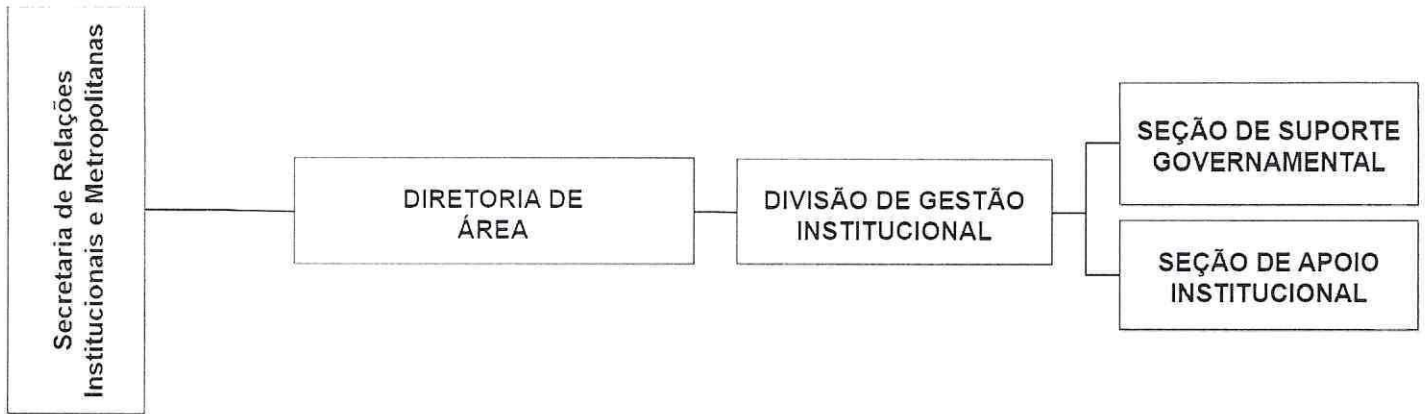 Secretaria de Relações
Institucionais e Metropolitanas
DIRETORIA DE
ÁREA
DIVISÃO DE GESTÃO
INSTITUCIONAL
SEÇÃO DE SUPORTE
GOVERNAMENTAL
SEÇÃO DE APOIO
INSTITUCIONAL